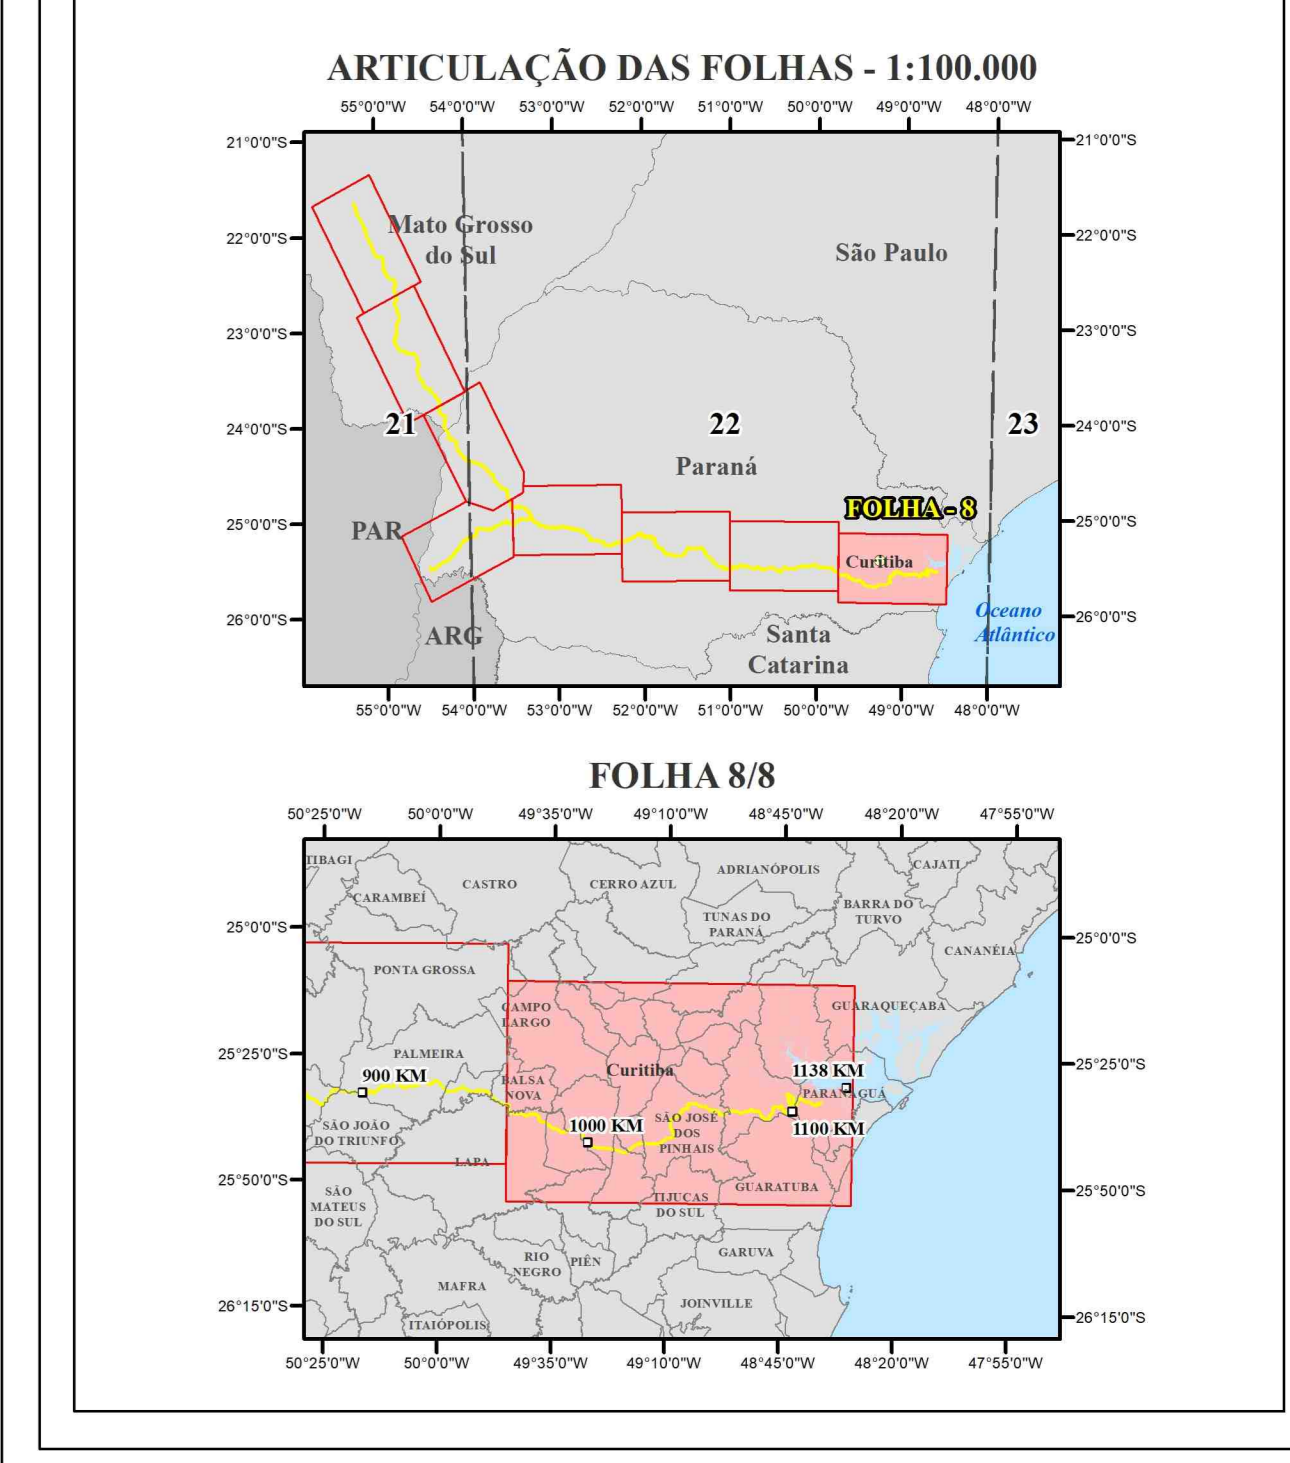 ARTICULAÇÃO DAS FOLHAS - 1:100.000
55°0'0"W 54°0'0"W 53°0'0"W 52°0'0"W 51°0'0"W 50°0'0"W 49°0'0"W 48°0'0"W
21°0'0"S 21°0'0"S
Mato Grosso
do Sul
22°0'0"S 22°0'0"S
São Paulo
23°0'0"S 23°0'0"S
21 22 23
24°0'0"S 24°0'0"S
Paraná
FOLHA - 8
25°0'0"S 25°0'0"S
PAR
Curitiba
26°0'0"S 26°0'0"S
Oceano
Atlântico
ARG
Santa
Catarina
55°0'0"W 54°0'0"W 53°0'0"W 52°0'0"W 51°0'0"W 50°0'0"W 49°0'0"W 48°0'0"W
FOLHA 8/8
50°25'0"W 50°0'0"W 49°35'0"W 49°10'0"W 48°45'0"W 48°20'0"W 47°55'0"W
TIBAGI
CARAMBEÍ
CASTRO
CERRO AZUL
ADRIANÓPOLIS
CAJATI
TUNAS DO
PARANÁ
BARRA DO
TURVO
25°0'0"S 25°0'0"S
CANANÉIA
PONTA GROSSA
CAMPO
LARGO
GUARAQUEÇABA
25°25'0"S 25°25'0"S
PALMEIRA
900 KM
BALSA
NOVA
Curitiba
1138 KM
PARANAGUÁ
1000 KM
1100 KM
SÃO JOSÉ
DOS
PINHAIS
SÃO JOÃO
DO TRIUNFO
LAPA
25°50'0"S 25°50'0"S
SÃO
MATEUS
DO SUL
GUARATUBA
TIJUCAS
DO SUL
RIO
NEGRO
PIÊN
GARUVA
MAFRA
JOINVILLE
26°15'0"S 26°15'0"S
ITAIÓPOLIS
50°25'0"W 50°0'0"W 49°35'0"W 49°10'0"W 48°45'0"W 48°20'0"W 47°55'0"W